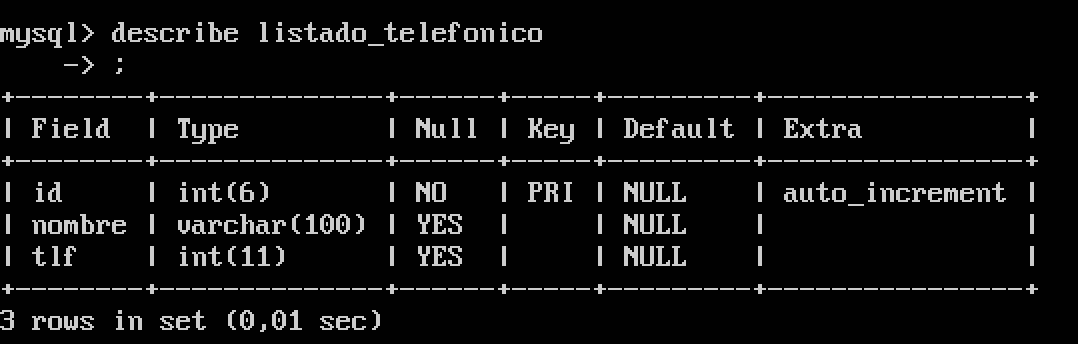 mysql> describe listado_telefonico
    -> ;
+--------+--------------+------+-----+---------+----------------+
| Field  | Type         | Null | Key | Default | Extra          |
+--------+--------------+------+-----+---------+----------------+
| id     | int(6)       | NO   | PRI | NULL    | auto_increment |
| nombre | varchar(100) | YES  |     | NULL    |                |
| tlf    | int(11)      | YES  |     | NULL    |                |
+--------+--------------+------+-----+---------+----------------+
3 rows in set (0,01 sec)